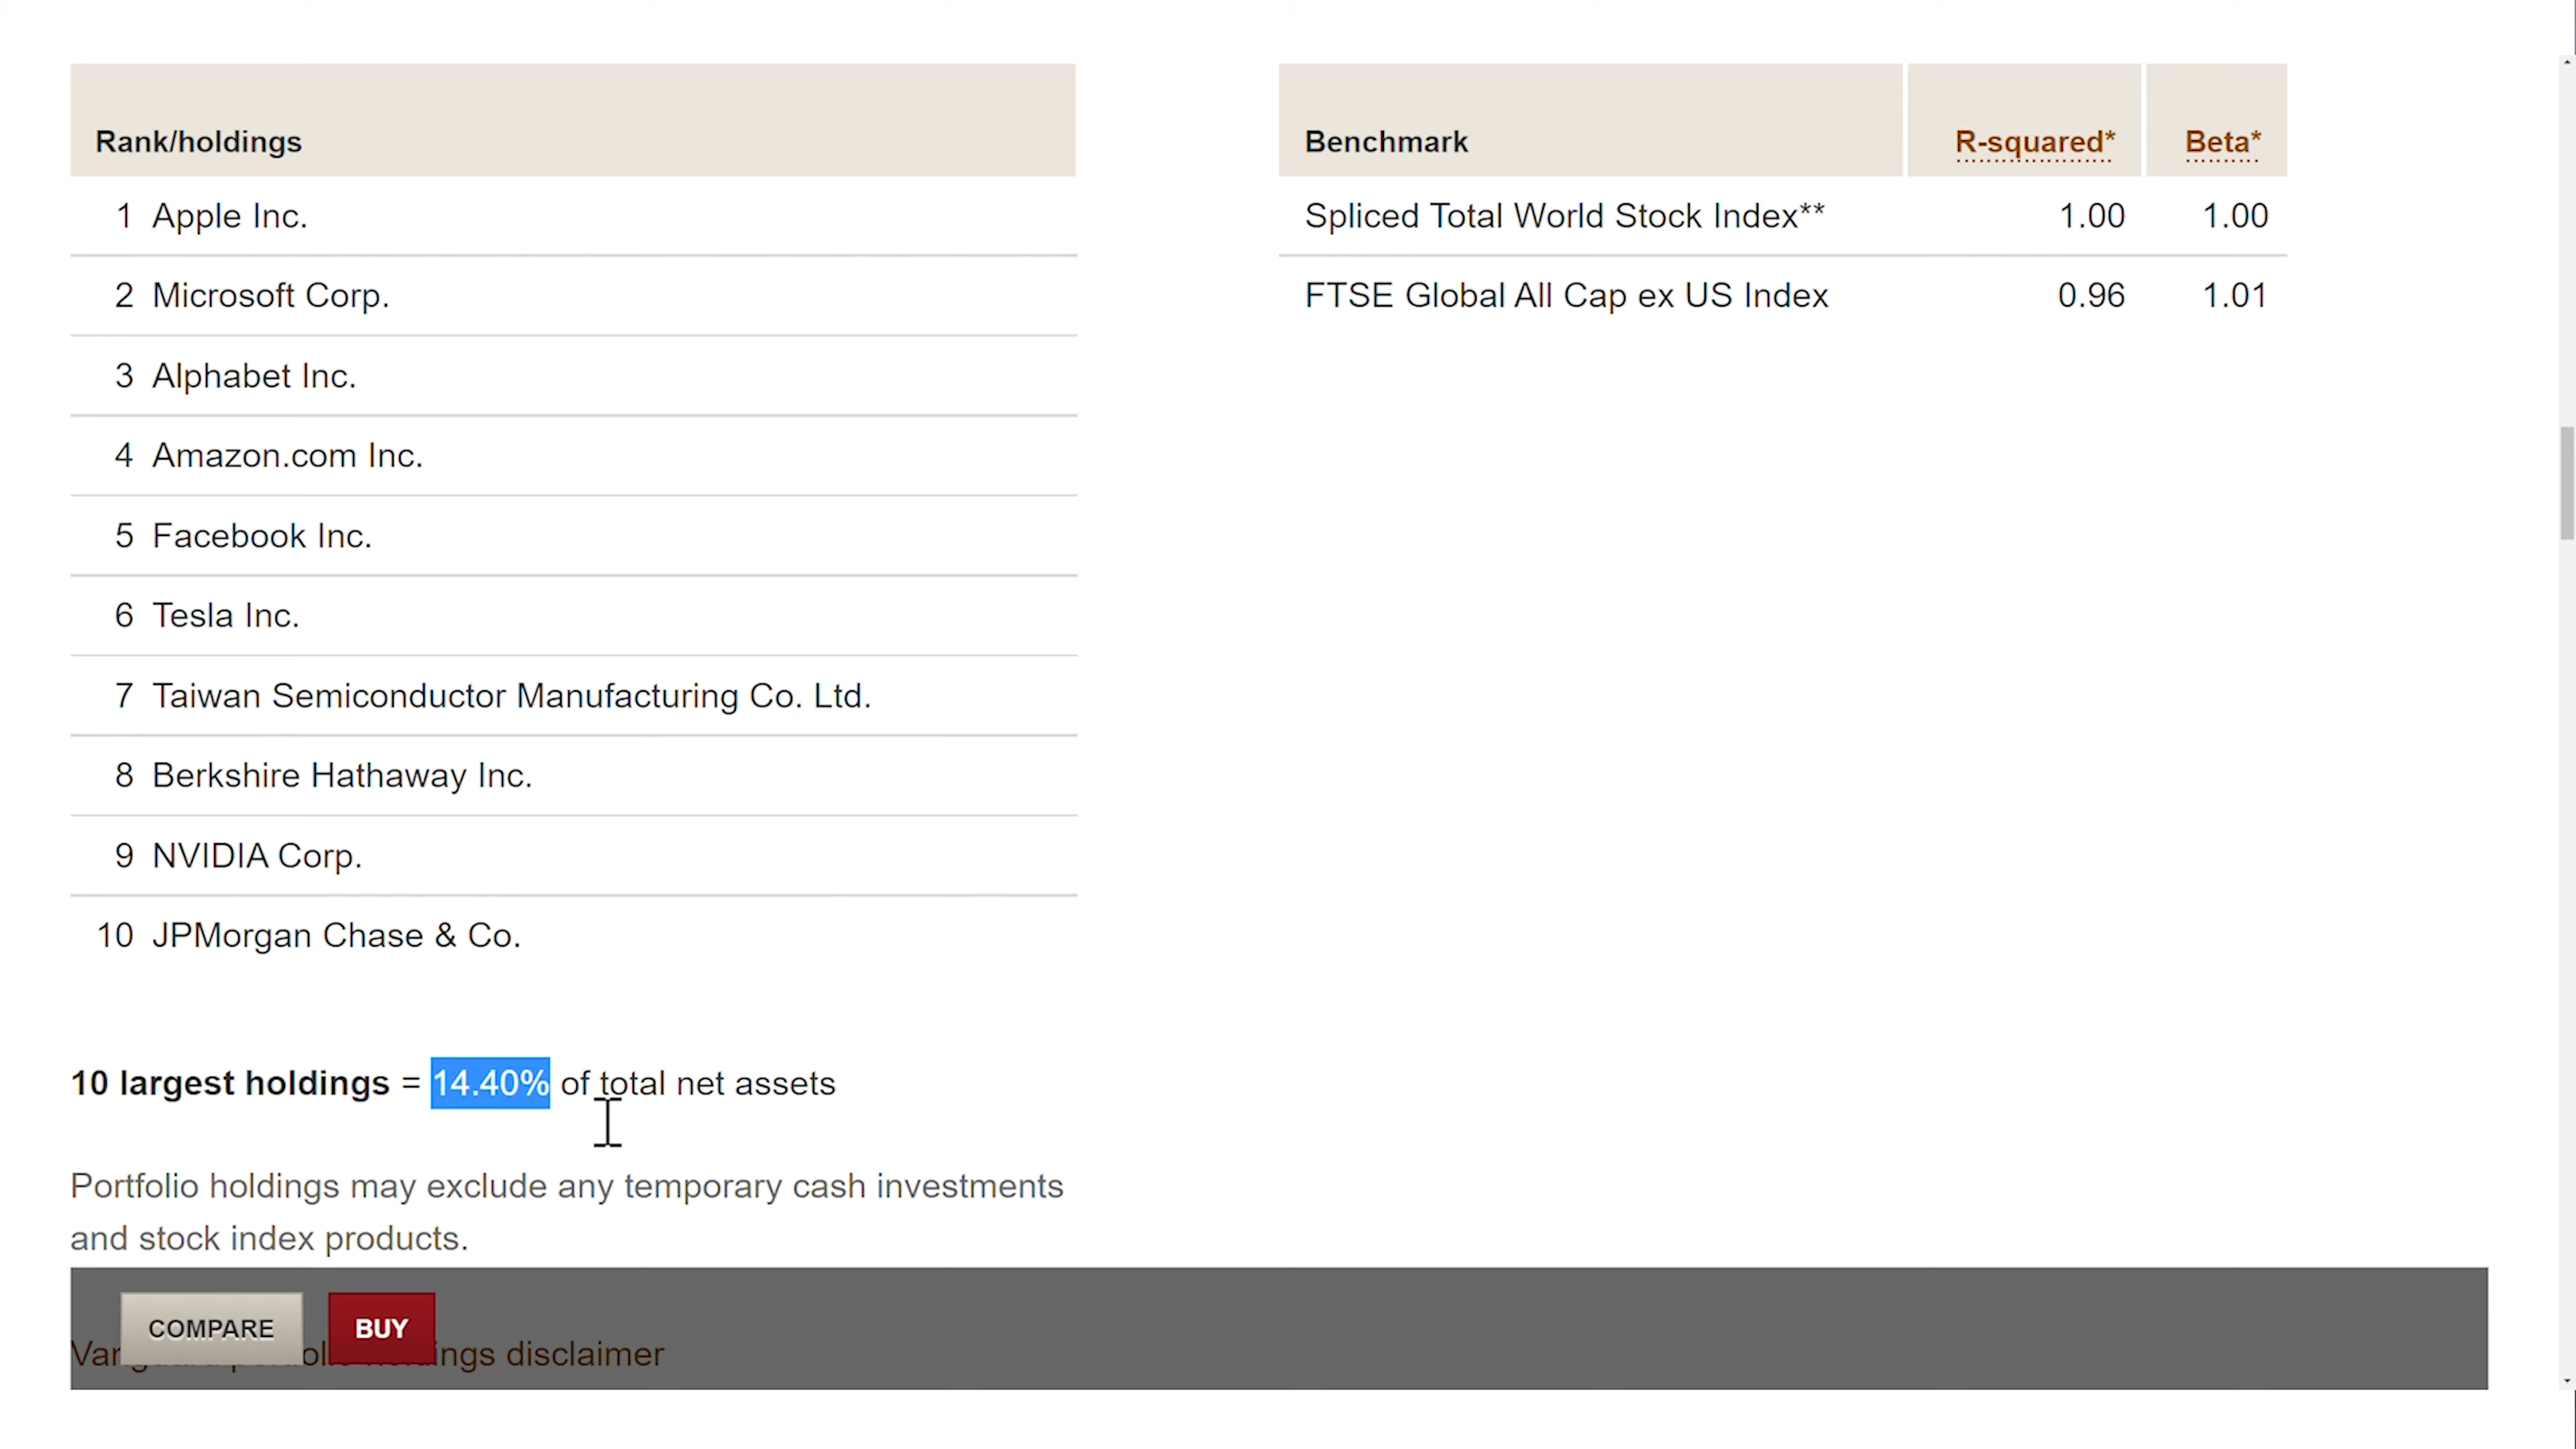 Rank/holdings
1 Apple Inc.
2 Microsoft Corp.
3 Alphabet Inc.
4 Amazon.com Inc.
5 Facebook Inc.
6 Tesla Inc.
7 Taiwan Semiconductor Manufacturing Co. Ltd.
8 Berkshire Hathaway Inc.
9 NVIDIA Corp.
10 JPMorgan Chase & Co.
10 largest holdings = 14.40% of total net assets
Portfolio holdings may exclude any temporary cash investments
and stock index products.
Benchmark R-squared* Beta*
Spliced Total World Stock Index** 1.00 1.00
FTSE Global All Cap ex US Index 0.96 1.01
COMPARE BUY
Vanguard portfolio holdings disclaimer